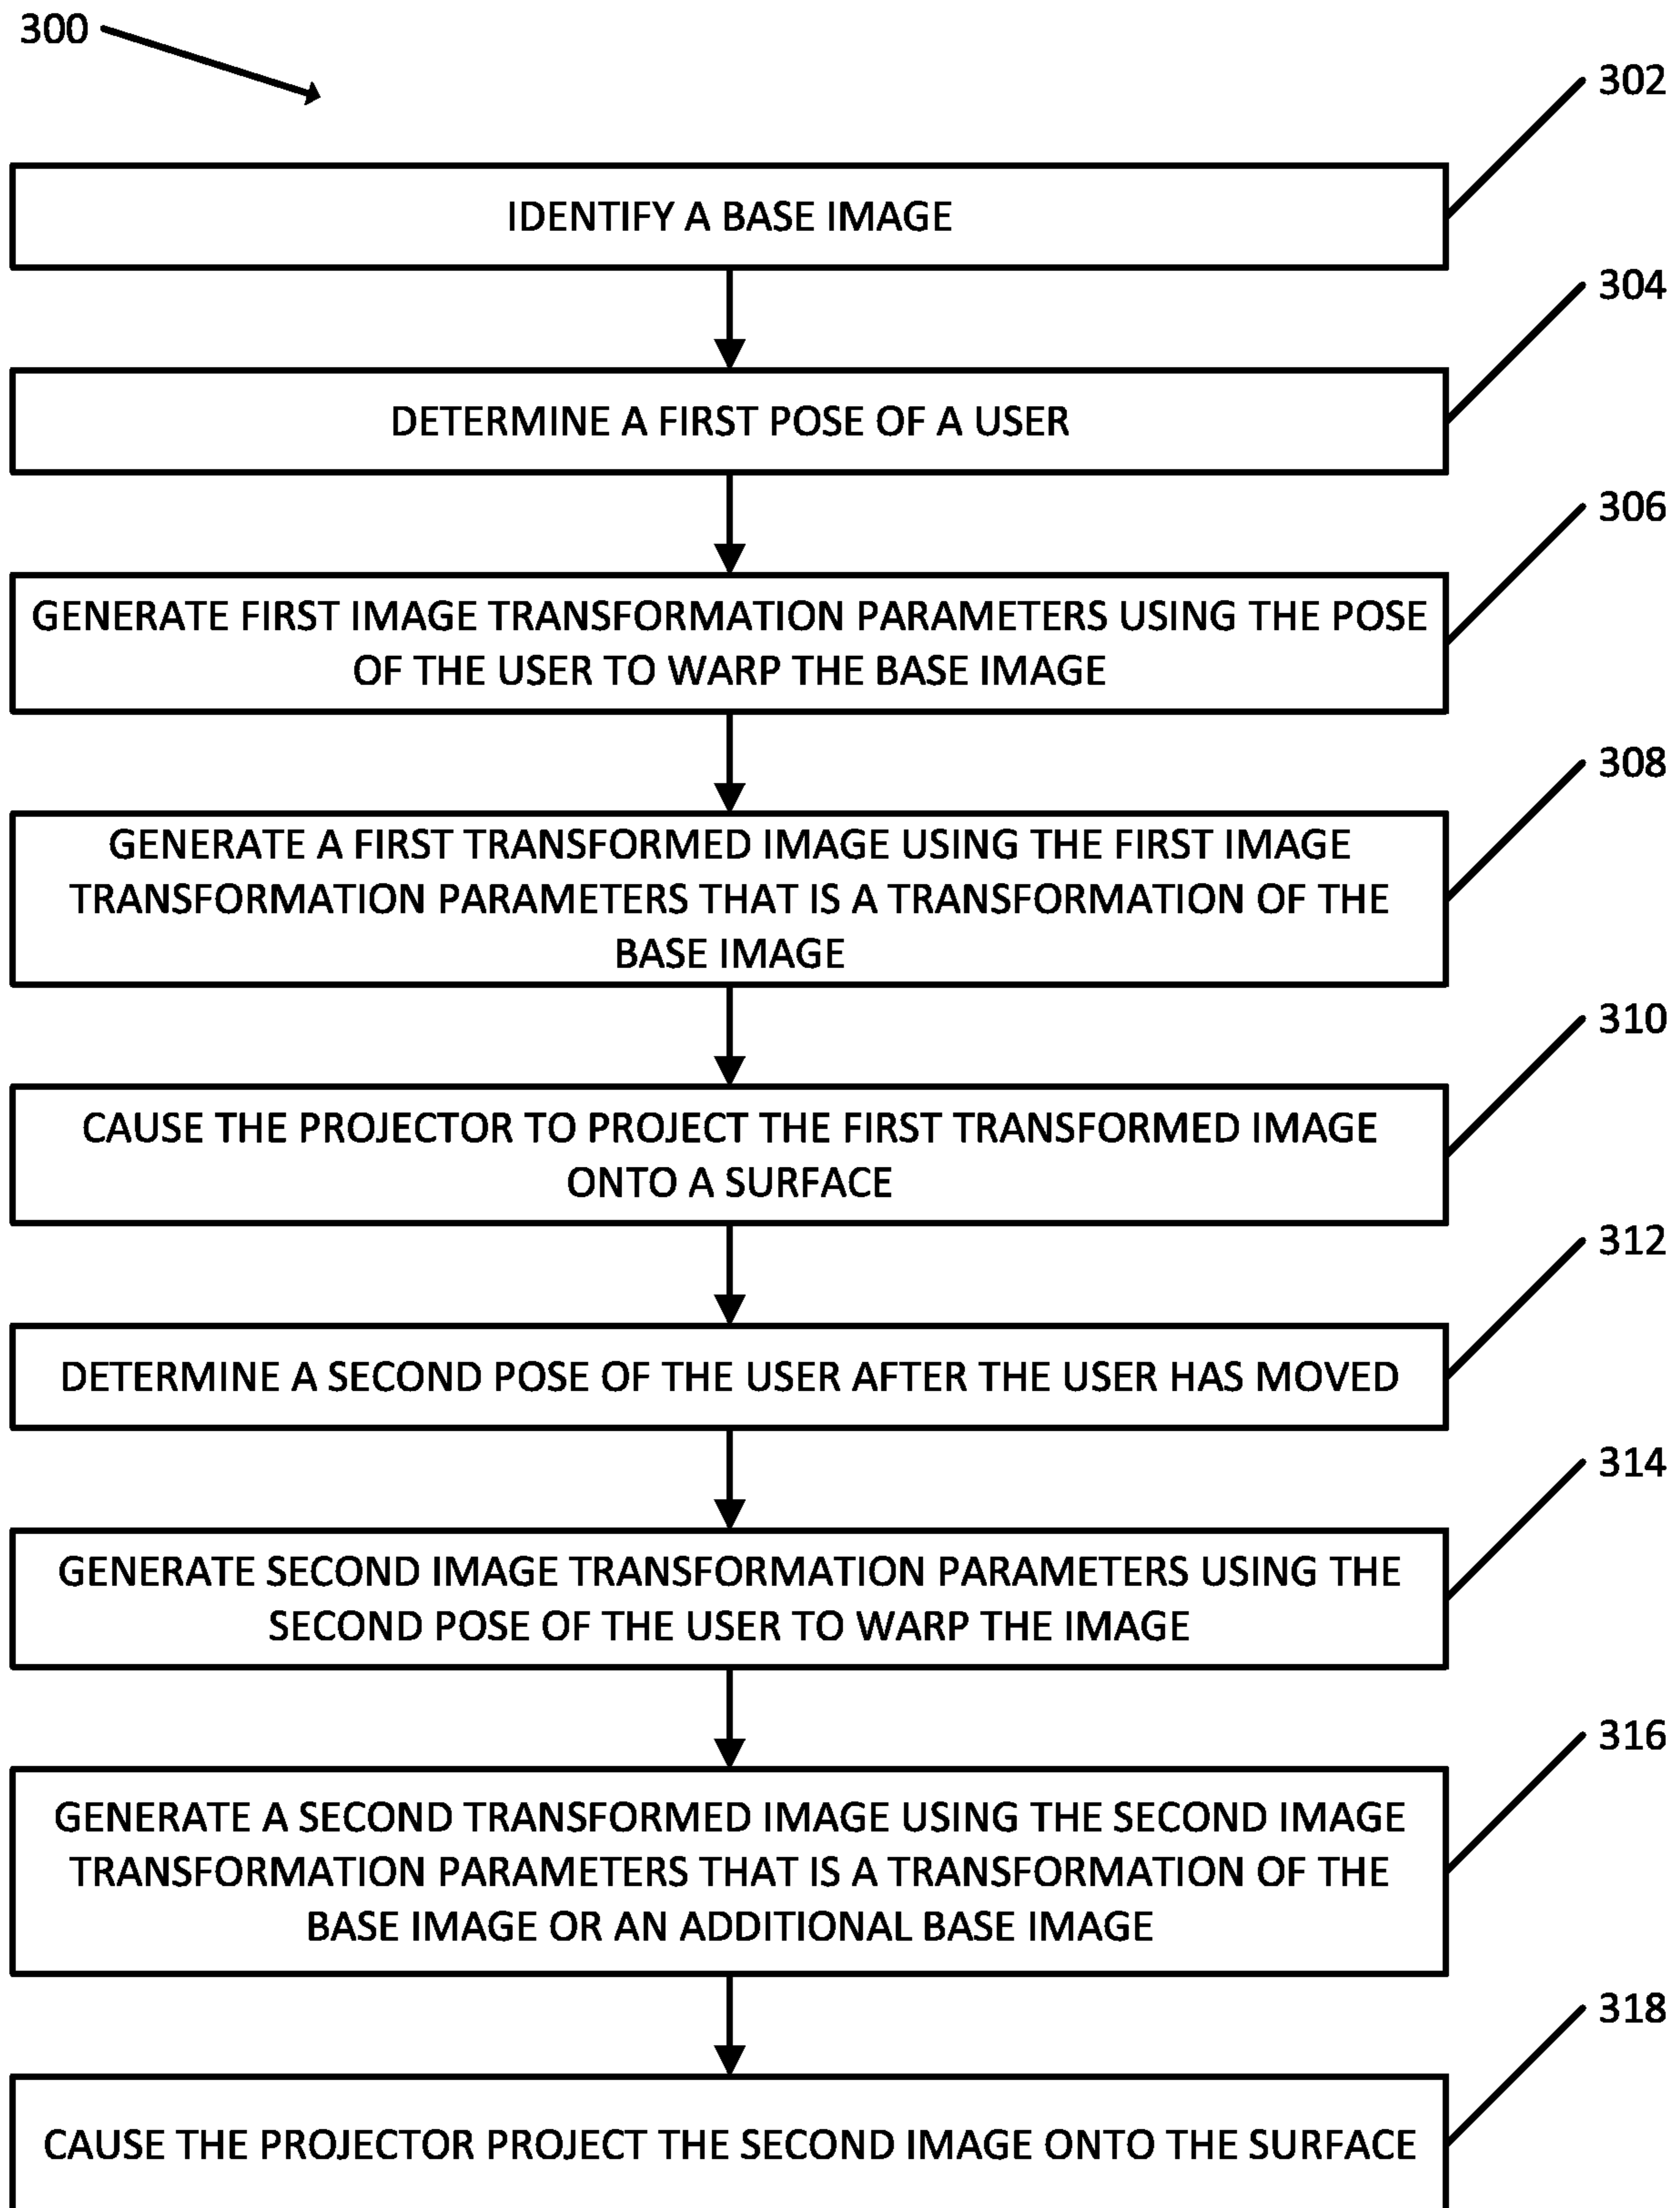 300
302
IDENTIFY A BASE IMAGE
304
DETERMINE A FIRST POSE OF A USER
306
GENERATE FIRST IMAGE TRANSFORMATION PARAMETERS USING THE POSE
OF THE USER TO WARP THE BASE IMAGE
308
GENERATE A FIRST TRANSFORMED IMAGE USING THE FIRST IMAGE
TRANSFORMATION PARAMETERS THAT IS A TRANSFORMATION OF THE
BASE IMAGE
310
CAUSE THE PROJECTOR TO PROJECT THE FIRST TRANSFORMED IMAGE
ONTO A SURFACE
312
DETERMINE A SECOND POSE OF THE USER AFTER THE USER HAS MOVED
314
GENERATE SECOND IMAGE TRANSFORMATION PARAMETERS USING THE
SECOND POSE OF THE USER TO WARP THE IMAGE
316
GENERATE A SECOND TRANSFORMED IMAGE USING THE SECOND IMAGE
TRANSFORMATION PARAMETERS THAT IS A TRANSFORMATION OF THE
BASE IMAGE OR AN ADDITIONAL BASE IMAGE
318
CAUSE THE PROJECTOR PROJECT THE SECOND IMAGE ONTO THE SURFACE